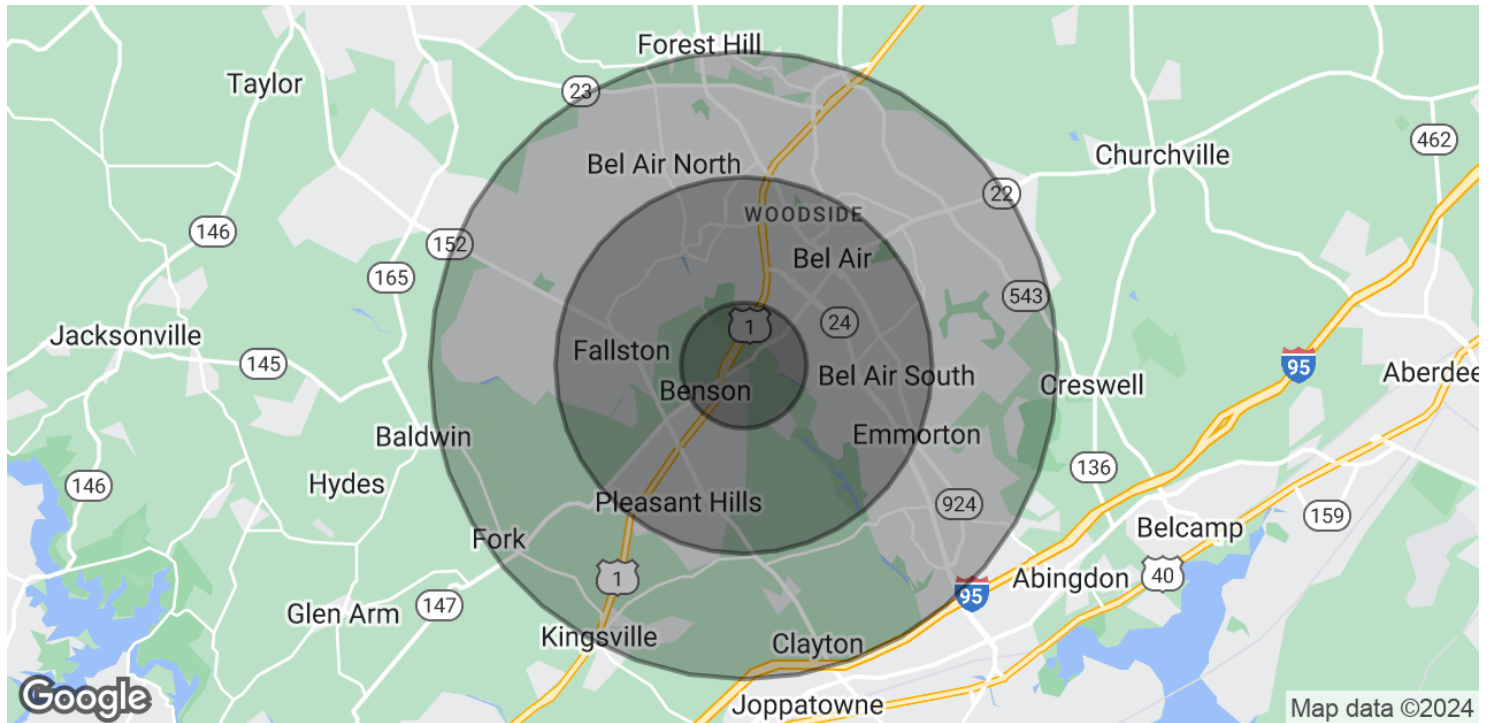 Forest Hill
Taylor
23
462
Churchville
Bel Air North
22
WOODSIDE
146
152
Bel Air
165
543
1
24
Jacksonville
Fallston
145
95
Aberdee
Bel Air South
Creswell
Benson
Baldwin
Emmorton
136
Hydes
146
Pleasant Hills
924
159
Belcamp
Fork
1
40
Abingdon
95
147
Glen Arm
Kingsville
Clayton
Joppatowne
Google
Map data ©2024